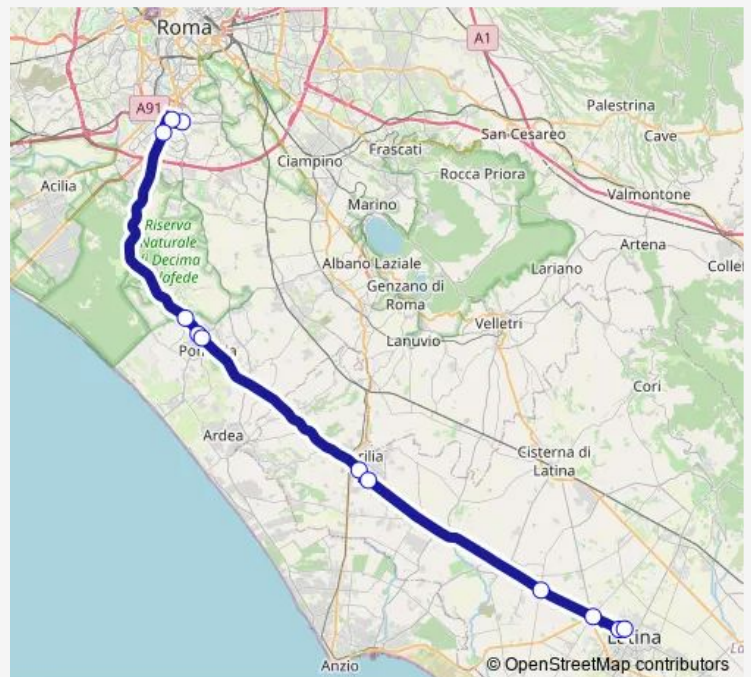 Roma
A1
A91
Palestrina
San Cesareo
Cave
Ciampino
Frascati
Rocca Priora
Acilia
Valmontone
Marino
Riserva
Naturale
Artena
Albano Laziale
Lariano
Genzano di
Roma
Velletri
Lanuvio
Cori
Ardea
Cisterna di
Latina
Anzio
© OpenStreetMap contributors